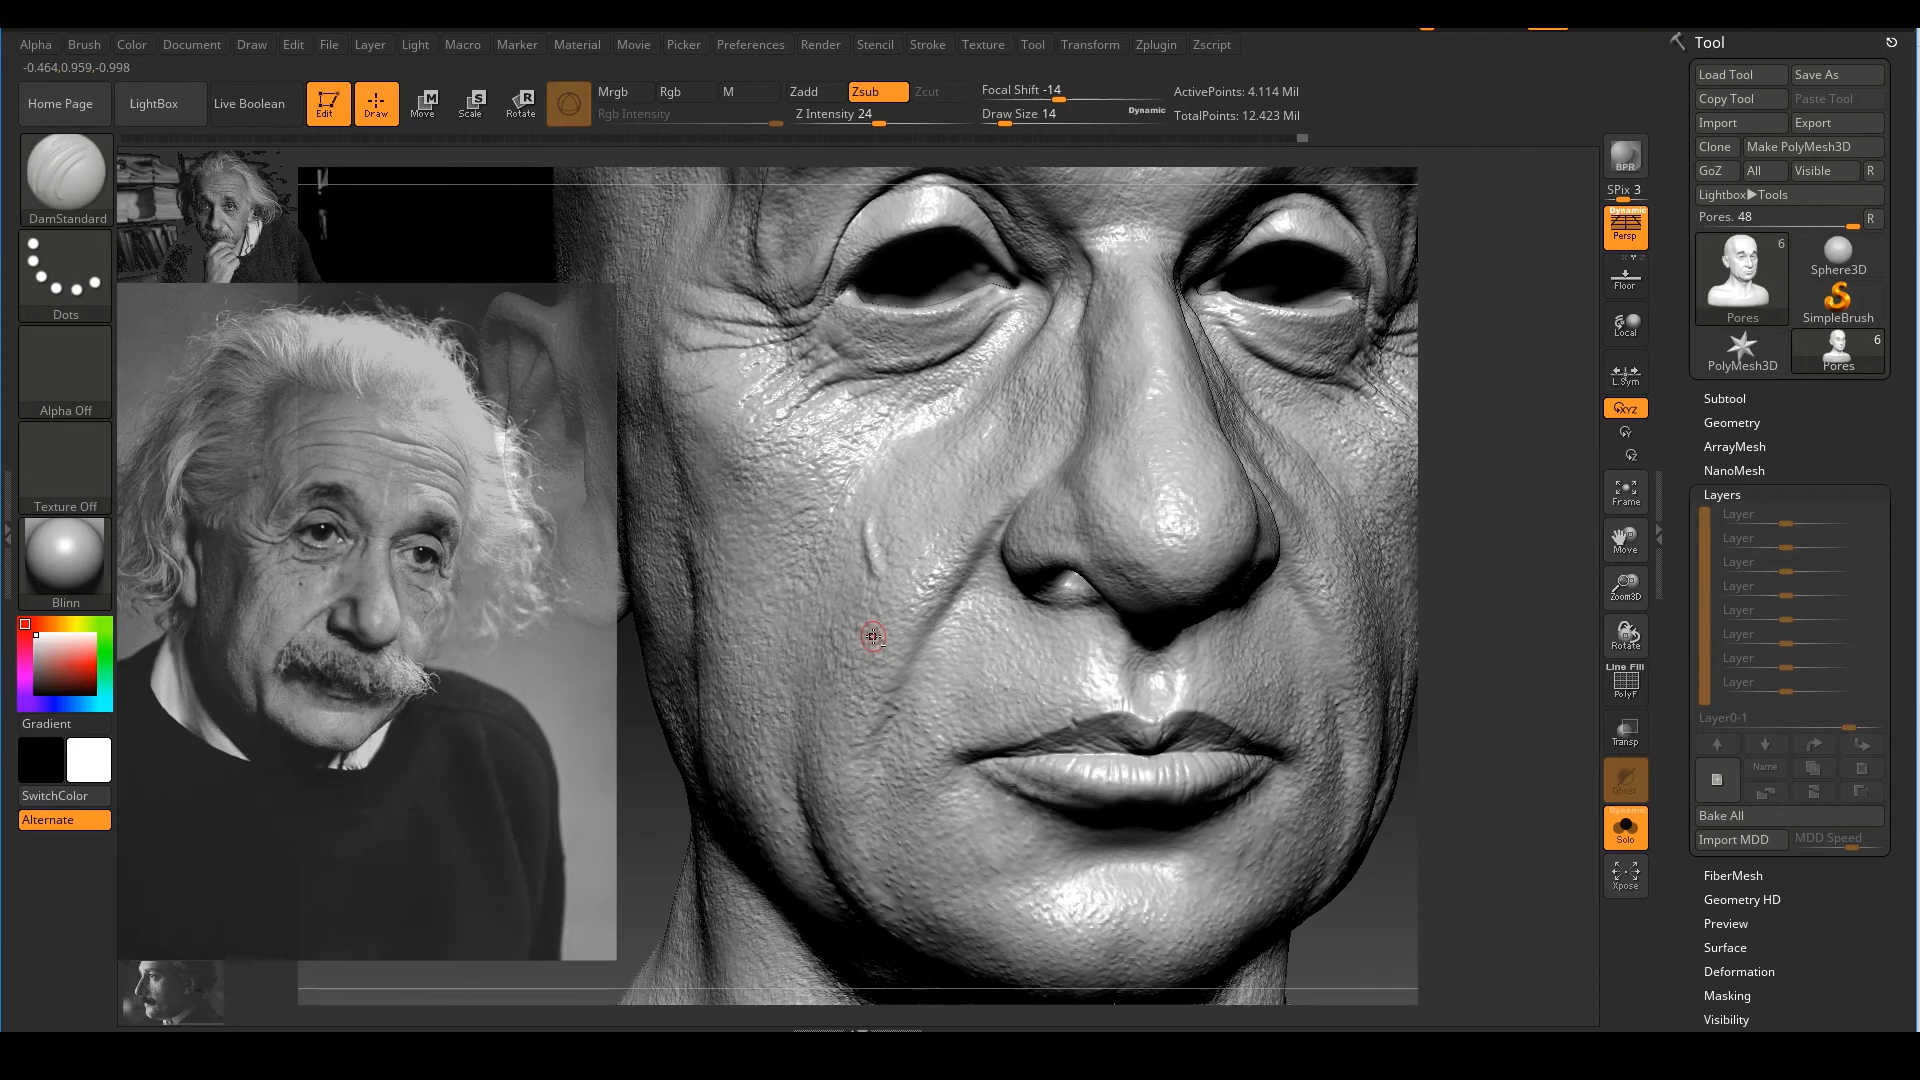 Alpha Brush Color Document Draw Edit File Layer Light Macro Marker Material Movie Picker Preferences Render Stencil Stroke Texture Tool Transform Zplugin Zscript
-0.464,0.959,-0.998
Home Page
LightBox
Live Boolean
Edit
Draw
Move
Scale
Rotate
Mrgb Rgb M
Rgb Intensity
Zadd Zsub Zcut
Z Intensity 24
Focal Shift -14
Draw Size 14
Dynamic
ActivePoints: 4.114 Mil
TotalPoints: 12.423 Mil
DamStandard
Dots
Alpha Off
Texture Off
Blinn
Gradient
SwitchColor
Alternate
BPR
SPix 3
Dynamic
Persp
Floor
Local
L.Sym
XYZ
Frame
Move
Zoom3D
Rotate
Line Fill
PolyF
Transp
Ghost
Dynamic
Solo
Xpose
Tool
Load Tool Save As
Copy Tool Paste Tool
Import Export
Clone Make PolyMesh3D
GoZ All Visible R
Lightbox▶Tools
Pores. 48 R
6
Pores
Sphere3D
SimpleBrush
PolyMesh3D
6
Pores
Subtool
Geometry
ArrayMesh
NanoMesh
Layers
Layer
Layer
Layer
Layer
Layer
Layer
Layer
Layer
Layer0-1
Name
Bake All
Import MDD MDD Speed
FiberMesh
Geometry HD
Preview
Surface
Deformation
Masking
Visibility